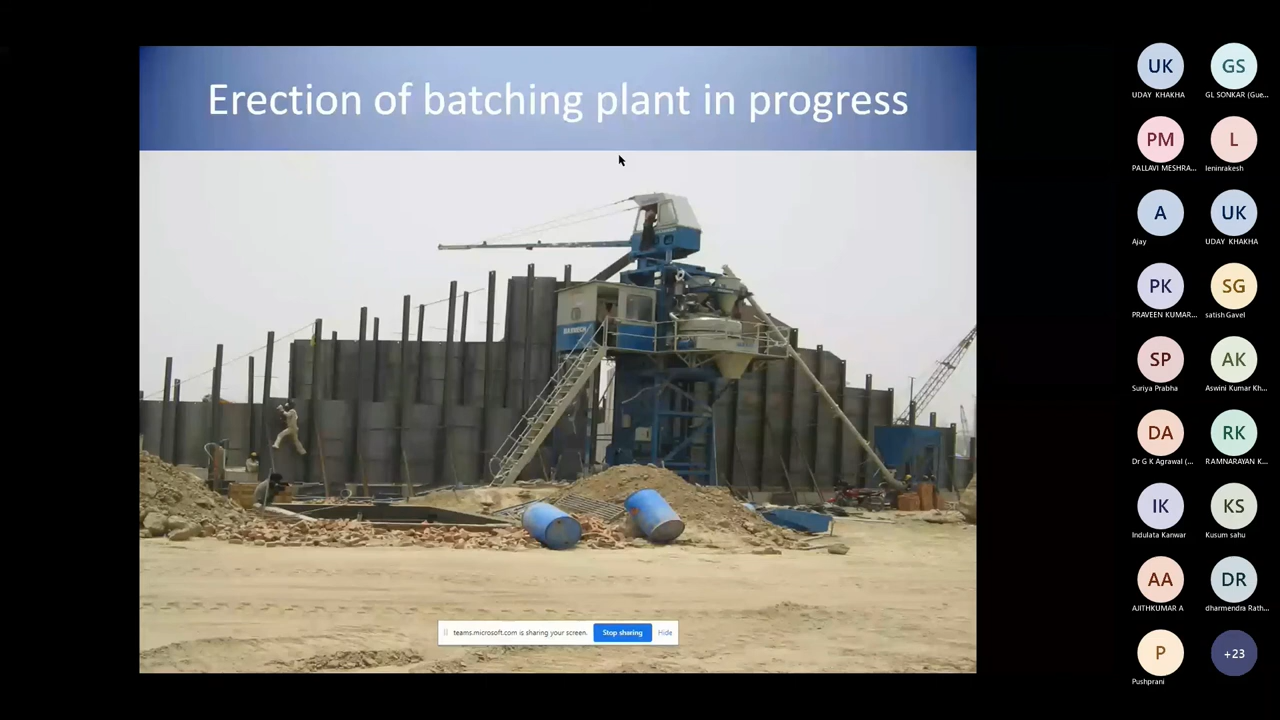 Erection of batching plant in progress
teams.microsoft.com is sharing your screen.
Stop sharing
Hide
UK
UDAY KHAKHA
GS
GL SONKAR (Gue...
PM
PALLAVI MESHRA...
L
leninrakesh
A
Ajay
UK
UDAY KHAKHA
PK
PRAVEEN KUMAR...
SG
satish Gavel
SP
Suriya Prabha
AK
Aswini Kumar Kh...
DA
Dr G K Agrawal (...
RK
RAMNARAYAN K...
IK
Indulata Kanwar
KS
Kusum sahu
AA
AJITHKUMAR A
DR
dharmendra Rath...
P
Pushprani
+23